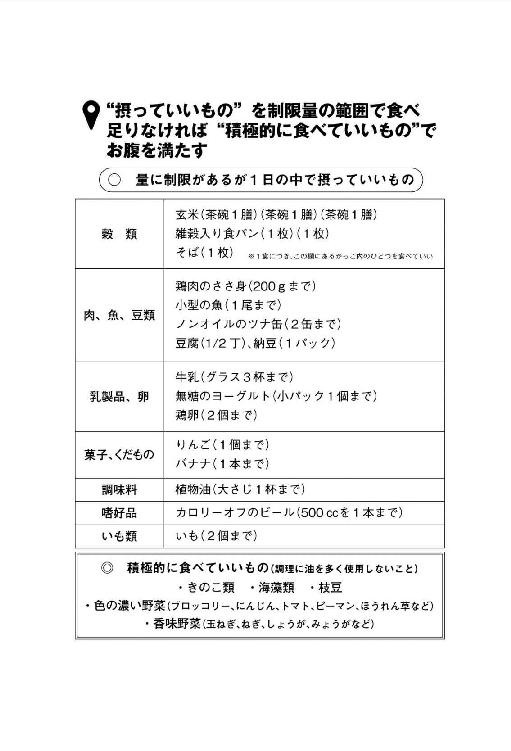 “摂っていいもの” を制限量の範囲で食べ
足りなければ “積極的に食べていいもの”で
お腹を満たす
○ 量に制限があるが１日の中で摂っていいもの
穀 類
玄米(茶碗１膳)(茶碗１膳)(茶碗１膳)
雑穀入り食パン(１枚)(１枚)
そば(１枚) ※１食につき、この欄にあるかっこ内のひとつを食べていい
肉、魚、豆類
鶏肉のささ身(200gまで)
小型の魚(１尾まで)
ノンオイルのツナ缶(２缶まで)
豆腐(1/2丁)、納豆(１パック)
乳製品、卵
牛乳(グラス３杯まで)
無糖のヨーグルト(小パック１個まで)
鶏卵(２個まで)
菓子、くだもの
りんご(１個まで)
バナナ(１本まで)
調味料
植物油(大さじ１杯まで)
嗜好品
カロリーオフのビール(500ccを１本まで)
いも類
いも(２個まで)
◎ 積極的に食べていいもの(調理に油を多く使用しないこと)
・きのこ類 ・海藻類 ・枝豆
・色の濃い野菜(ブロッコリー、にんじん、トマト、ピーマン、ほうれん草など)
・香味野菜(玉ねぎ、ねぎ、しょうが、みょうがなど)